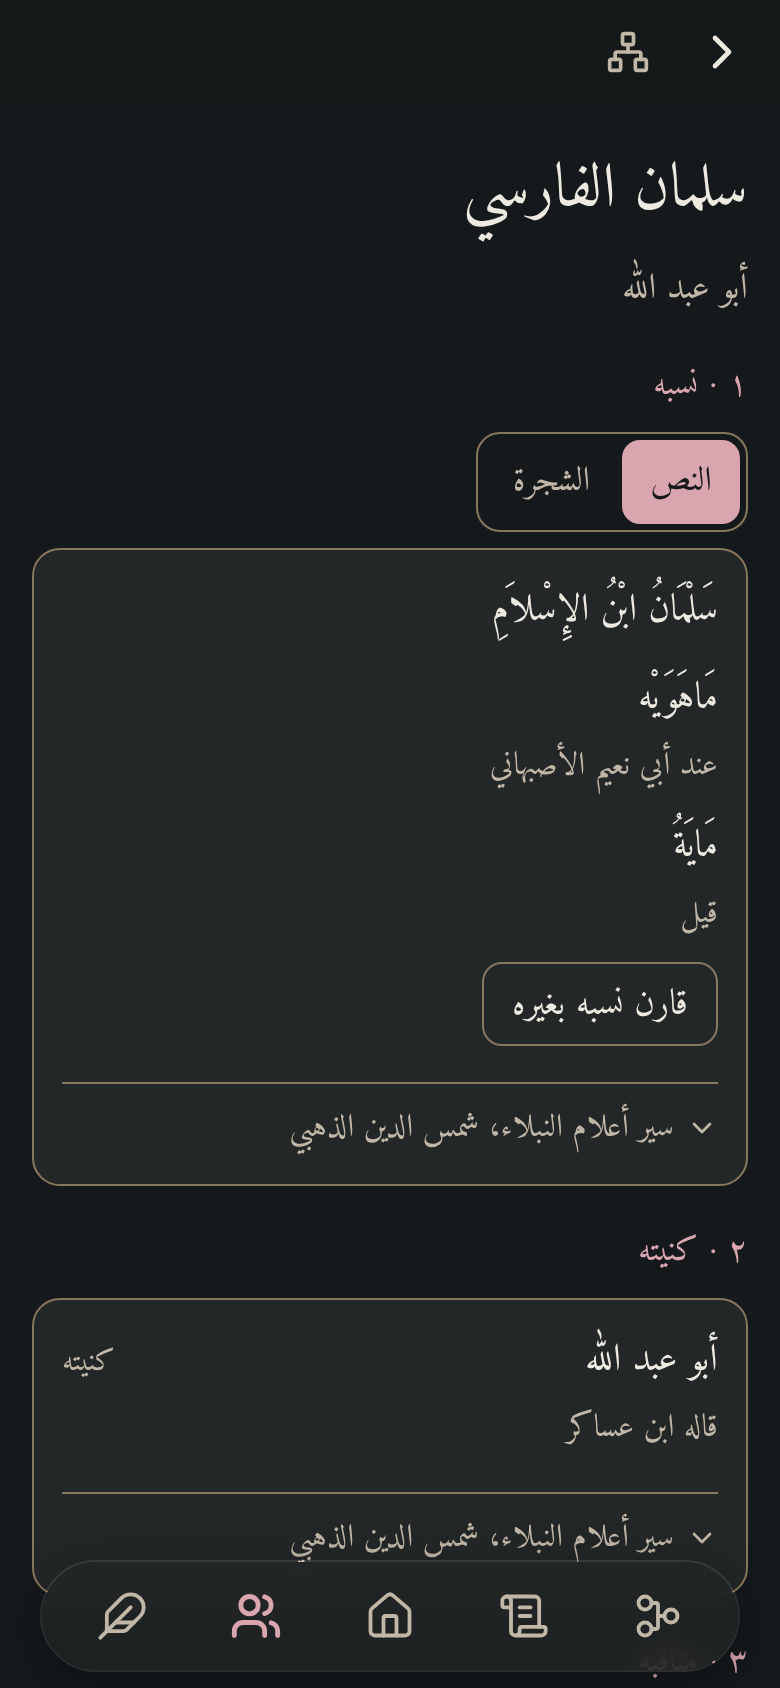 سلمان الفارسي
أبو عبد الله
١ · نسبه
النص
الشجرة
سَلْمَانُ ابْنُ الإِسْلاَمِ
مَاهَوَيْه
عند أبي نعيم الأصبهاني
مَايَةُ
قيل
قارن نسبه بغيره
سير أعلام النبلاء، شمس الدين الذهبي
٢ · كنيته
أبو عبد الله
كنيته
قاله ابن عساكر
سير أعلام النبلاء، شمس الدين الذهبي
٣ · مناقبه